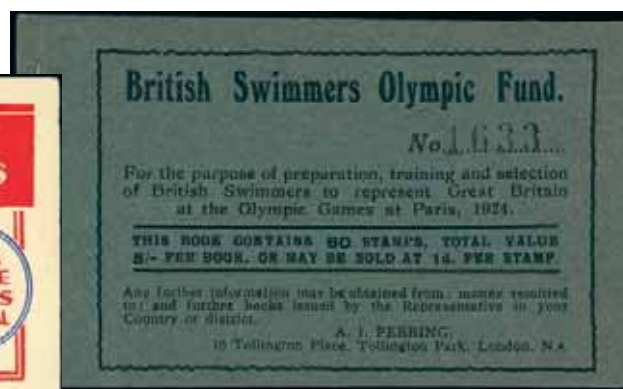 British Swimmers Olympic Fund.
No. 1633
For the purpose of preparation, training and selection
of British Swimmers to represent Great Britain
at the Olympic Games at Paris, 1924.
THIS BOOK CONTAINS 60 STAMPS, TOTAL VALUE
5/- PER BOOK, OR MAY BE SOLD AT 1d. PER STAMP.
Any further information may be obtained from; money remitted
to; and further books issued by the Representative in your
Country or district.
A. J. PERRING,
10 Tollington Place, Tollington Park, London, N.4
S
E
S
L